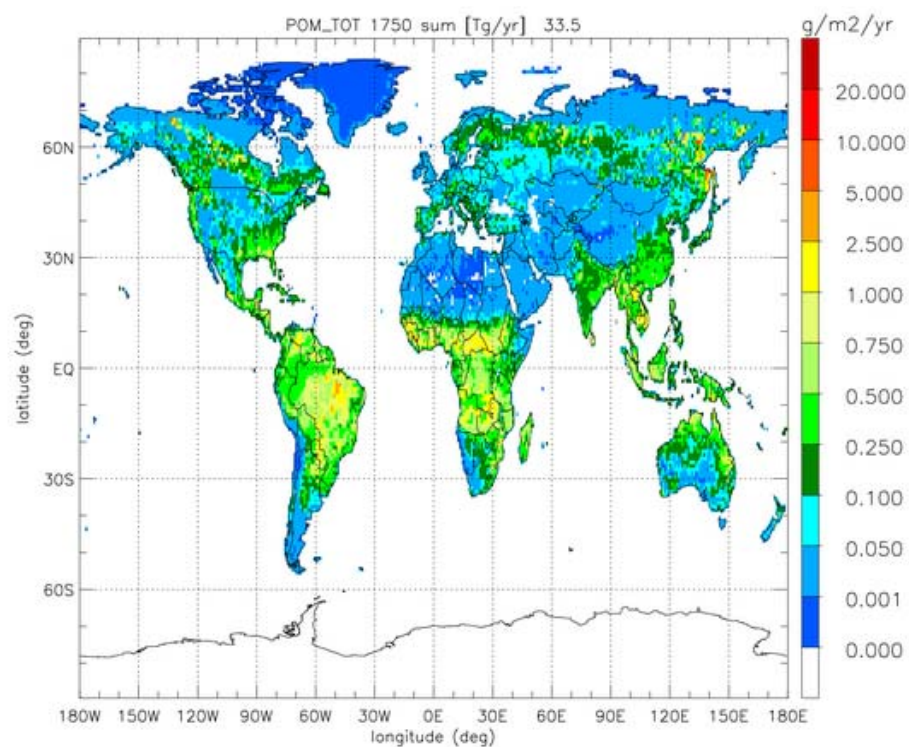 POM_TOT 1750 sum [Tg/yr] 33.5
g/m2/yr
20.000
10.000
5.000
2.500
1.000
0.750
0.500
0.250
0.100
0.050
0.001
0.000
60N
30N
EQ
30S
60S
latitude (deg)
180W 150W 120W 90W 60W 30W 0E 30E 60E 90E 120E 150E 180E
longitude (deg)